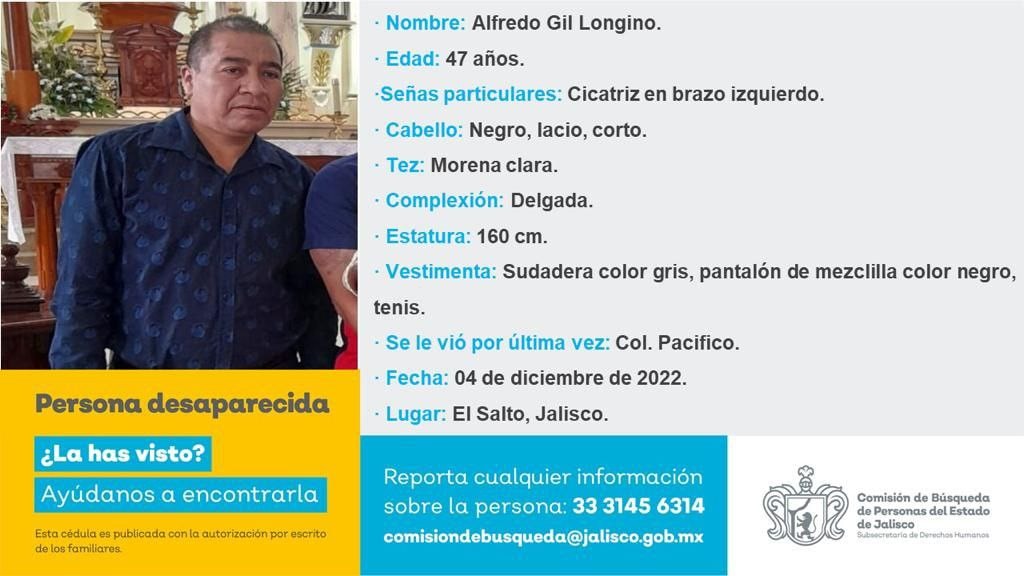 · Nombre: Alfredo Gil Longino.
· Edad: 47 años.
·Señas particulares: Cicatriz en brazo izquierdo.
· Cabello: Negro, lacio, corto.
· Tez: Morena clara.
· Complexión: Delgada.
· Estatura: 160 cm.
· Vestimenta: Sudadera color gris, pantalón de mezclilla color negro,
tenis.
· Se le vió por última vez: Col. Pacifico.
· Fecha: 04 de diciembre de 2022.
· Lugar: El Salto, Jalisco.
Persona desaparecida
¿La has visto?
Ayúdanos a encontrarla
Esta cédula es publicada con la autorización por escrito
de los familiares.
Reporta cualquier información
sobre la persona: 33 3145 6314
comisiondebusqueda@jalisco.gob.mx
Comisión de Búsqueda
de Personas del Estado
de Jalisco
Subsecretaría de Derechos Humanos